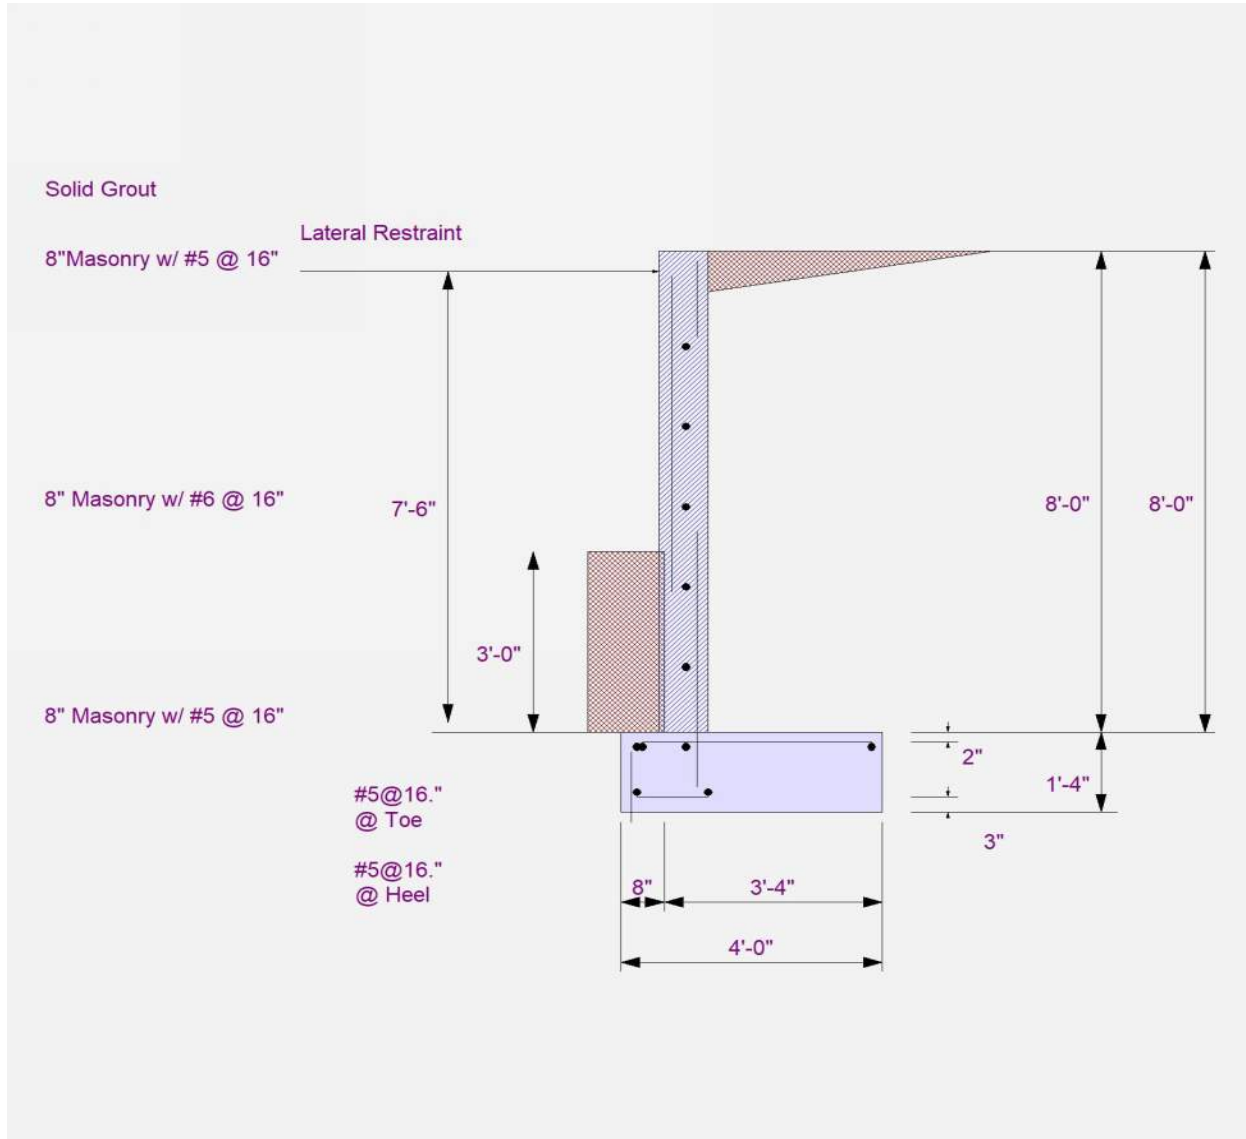 Solid Grout
Lateral Restraint
8"Masonry w/ #5 @ 16"
8" Masonry w/ #6 @ 16"
7'-6"
8'-0"
8'-0"
3'-0"
8" Masonry w/ #5 @ 16"
2"
1'-4"
#5@16."
@ Toe
3"
#5@16."
@ Heel
8"
3'-4"
4'-0"